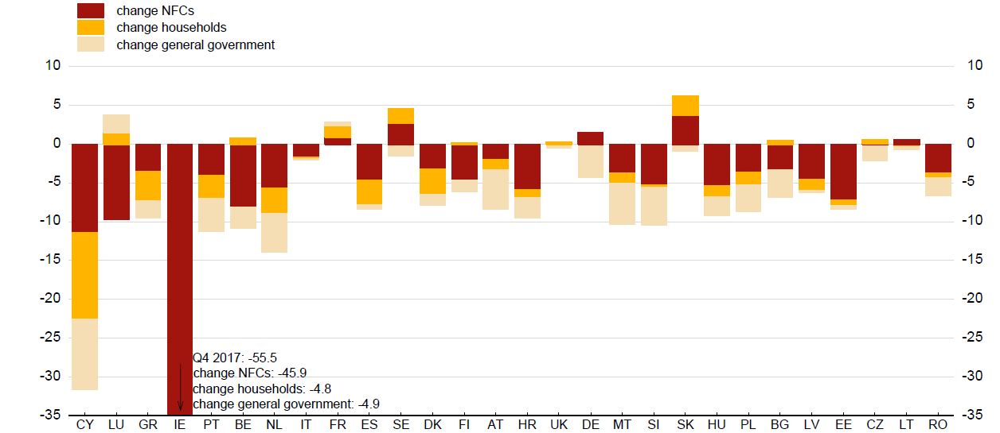 change NFCs
change households
change general government
10 10
5 5
0 0
-5 -5
-10 -10
-15 -15
-20 -20
-25 -25
-30 -30
-35 -35
Q4 2017: -55.5
change NFCs: -45.9
change households: -4.8
change general government: -4.9
CY LU GR IE PT BE NL IT FR ES SE DK FI AT HR UK DE MT SI SK HU PL BG LV EE CZ LT RO